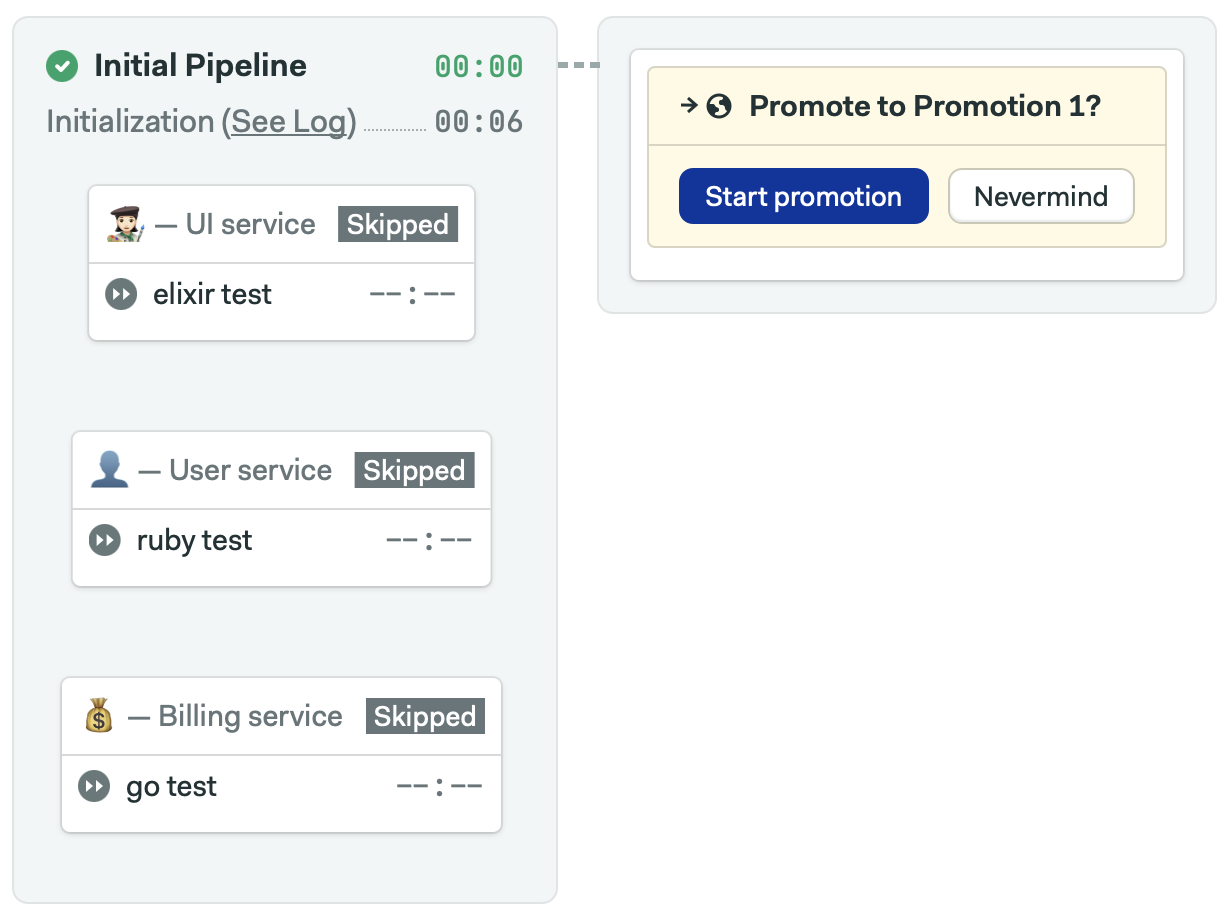 Initial Pipeline 00:00
Initialization (See Log) 00:06
— UI service Skipped
elixir test --:--
— User service Skipped
ruby test --:--
— Billing service Skipped
go test --:--
→ Promote to Promotion 1?
Start promotion Nevermind